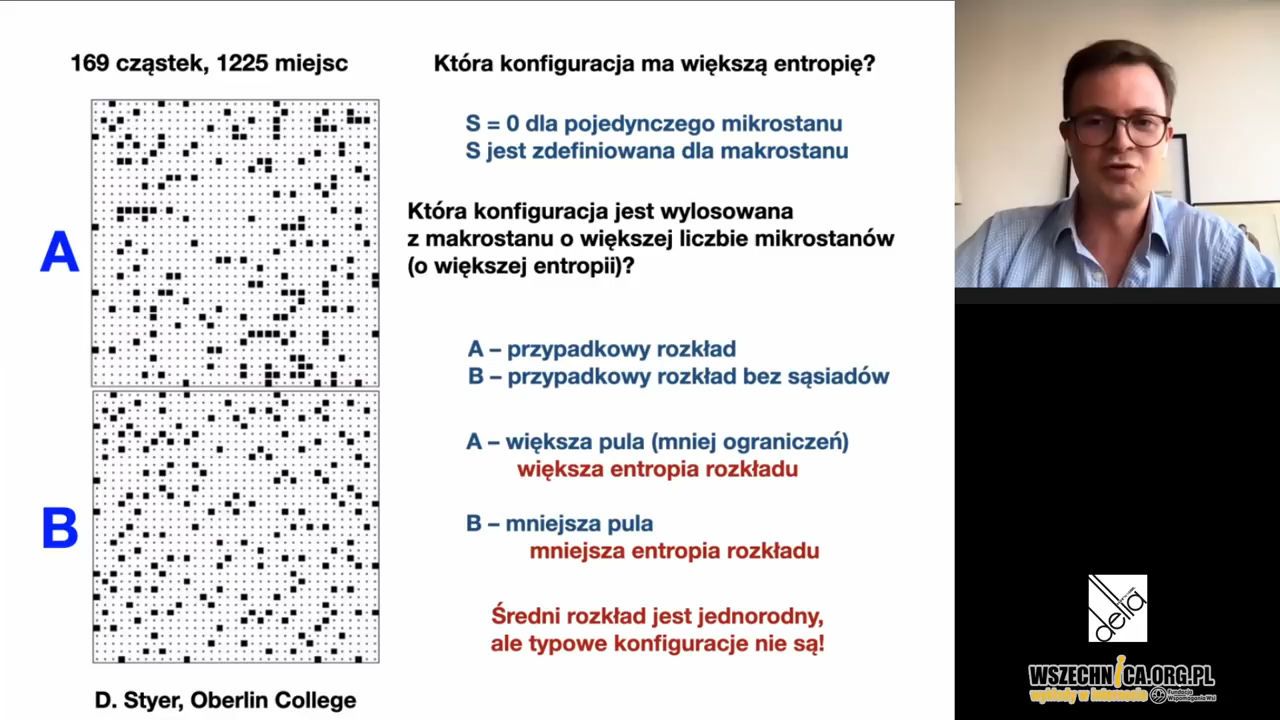 169 cząstek, 1225 miejsc
A
B
D. Styer, Oberlin College
Która konfiguracja ma większą entropię?
S = 0 dla pojedynczego mikrostanu
S jest zdefiniowana dla makrostanu
Która konfiguracja jest wylosowana
z makrostanu o większej liczbie mikrostanów
(o większej entropii)?
A – przypadkowy rozkład
B – przypadkowy rozkład bez sąsiadów
A – większa pula (mniej ograniczeń)
większa entropia rozkładu
B – mniejsza pula
mniejsza entropia rozkładu
Średni rozkład jest jednorodny,
ale typowe konfiguracje nie są!
delta
WSZECHNICA.ORG.PL
wykłady w internecie
Fundacja
Wspomagania Wsi